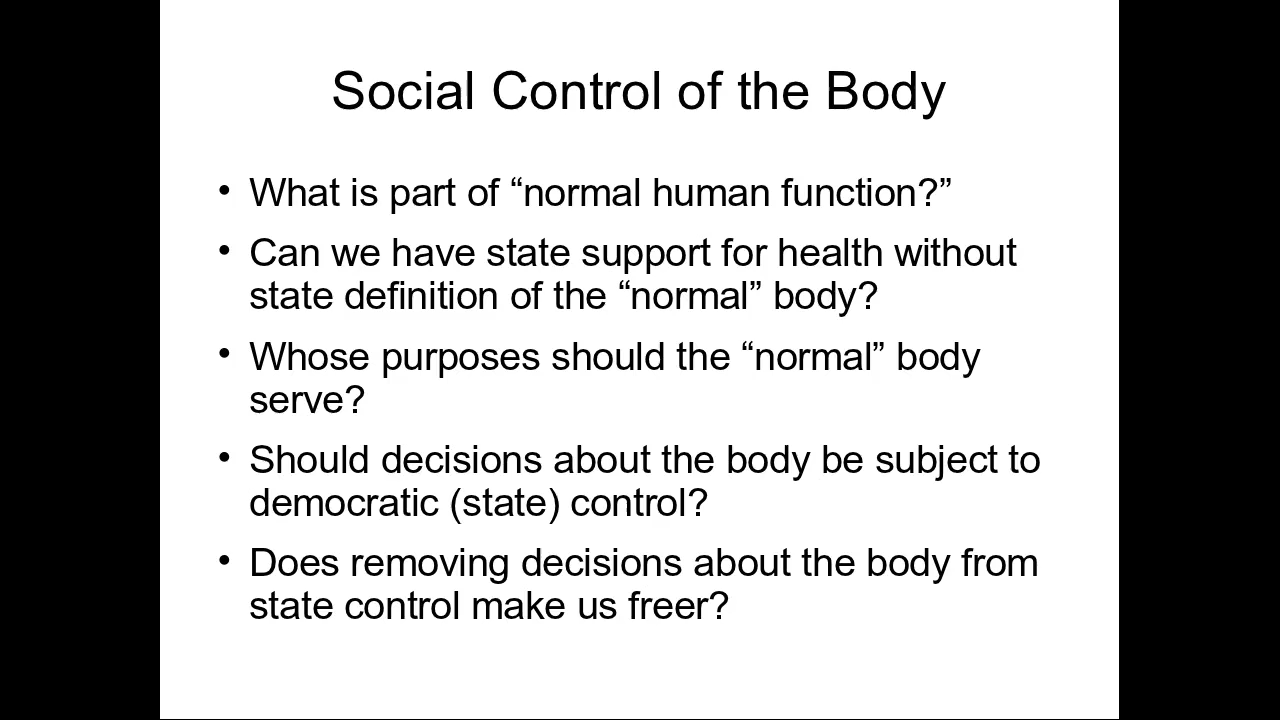 Social Control of the Body
• What is part of “normal human function?”
• Can we have state support for health without
state definition of the “normal” body?
• Whose purposes should the “normal” body
serve?
• Should decisions about the body be subject to
democratic (state) control?
• Does removing decisions about the body from
state control make us freer?